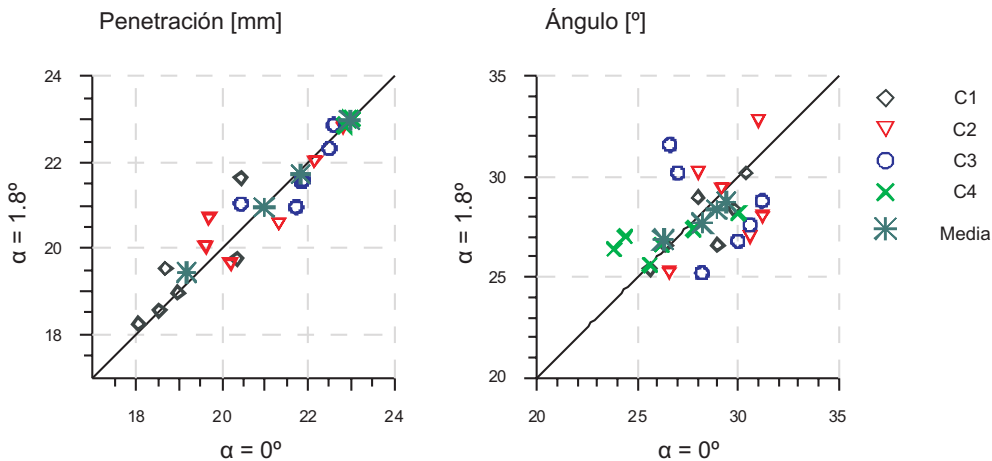 Penetración [mm]
Ángulo [º]
24
22
20
18
18
20
22
24
α = 1.8º
α = 0º
35
30
25
20
20
25
30
35
α = 1.8º
α = 0º
C1
C2
C3
C4
Media